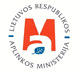 LIETUVOS RESPUBLIKOS
APLINKOS MINISTERIJA